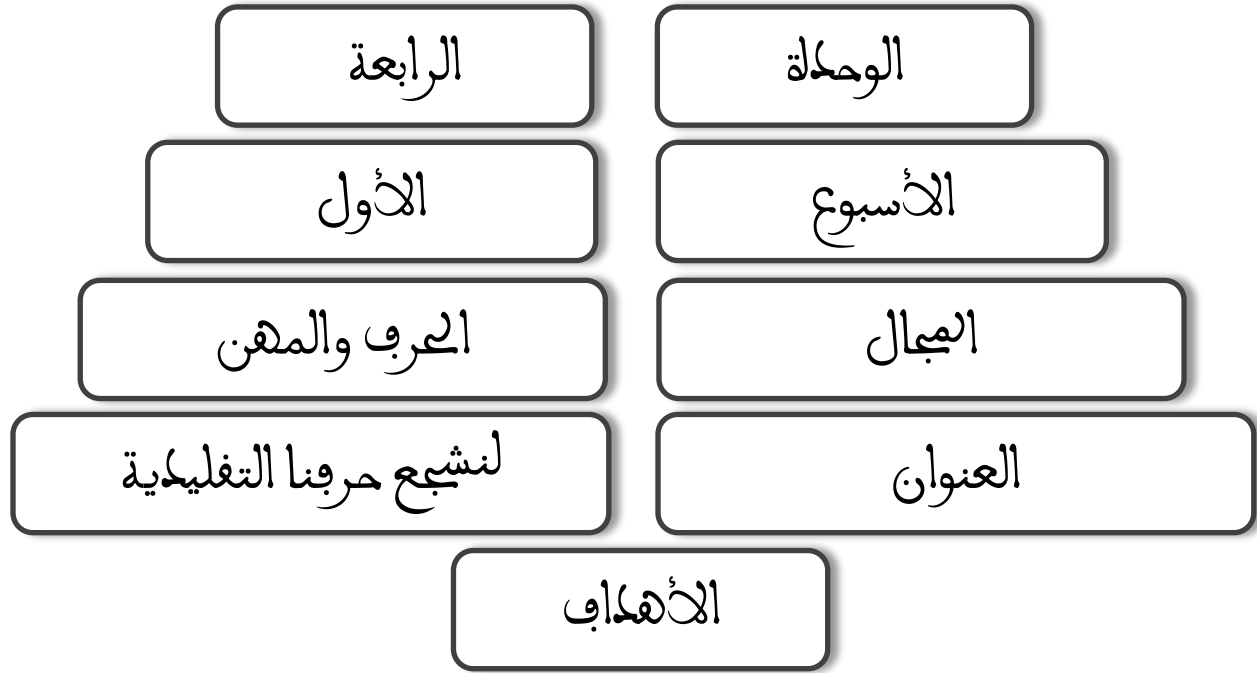 الوحدة الرابعة
الأسبوع الأول
المجال الحرف والمهن
العنوان لنشجع حرفنا التقليدية
الأهداف